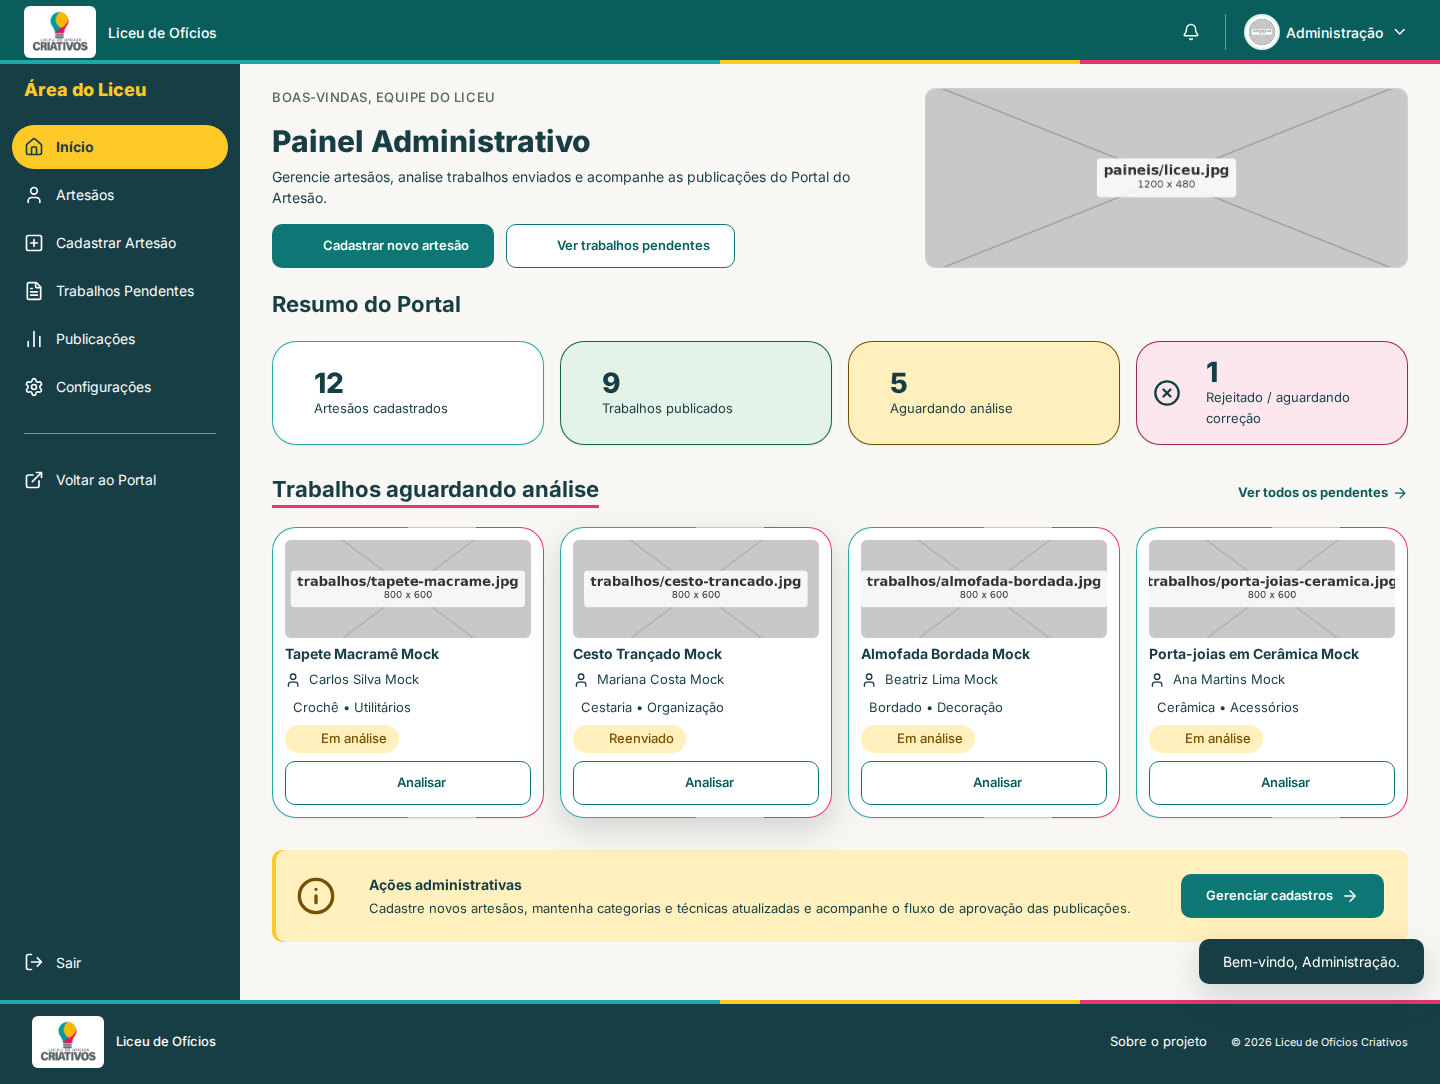 LICEU DE OFÍCIOS
CRIATIVOS
Liceu de Ofícios
Administração
Área do Liceu
Início
Artesãos
Cadastrar Artesão
Trabalhos Pendentes
Publicações
Configurações
Voltar ao Portal
Sair
BOAS-VINDAS, EQUIPE DO LICEU
Painel Administrativo
Gerencie artesãos, analise trabalhos enviados e acompanhe as publicações do Portal do
Artesão.
Cadastrar novo artesão
Ver trabalhos pendentes
paineis/liceu.jpg
1200 x 480
Resumo do Portal
12
Artesãos cadastrados
9
Trabalhos publicados
5
Aguardando análise
1
Rejeitado / aguardando
correção
Trabalhos aguardando análise
Ver todos os pendentes
trabalhos/tapete-macrame.jpg
800 x 600
Tapete Macramê Mock
Carlos Silva Mock
Crochê • Utilitários
Em análise
Analisar
trabalhos/cesto-trancado.jpg
800 x 600
Cesto Trançado Mock
Mariana Costa Mock
Cestaria • Organização
Reenviado
Analisar
trabalhos/almofada-bordada.jpg
800 x 600
Almofada Bordada Mock
Beatriz Lima Mock
Bordado • Decoração
Em análise
Analisar
trabalhos/porta-joias-ceramica.jpg
800 x 600
Porta-joias em Cerâmica Mock
Ana Martins Mock
Cerâmica • Acessórios
Em análise
Analisar
Ações administrativas
Cadastre novos artesãos, mantenha categorias e técnicas atualizadas e acompanhe o fluxo de aprovação das publicações.
Gerenciar cadastros
Bem-vindo, Administração.
LICEU DE OFÍCIOS
CRIATIVOS
Liceu de Ofícios
Sobre o projeto
© 2026 Liceu de Ofícios Criativos